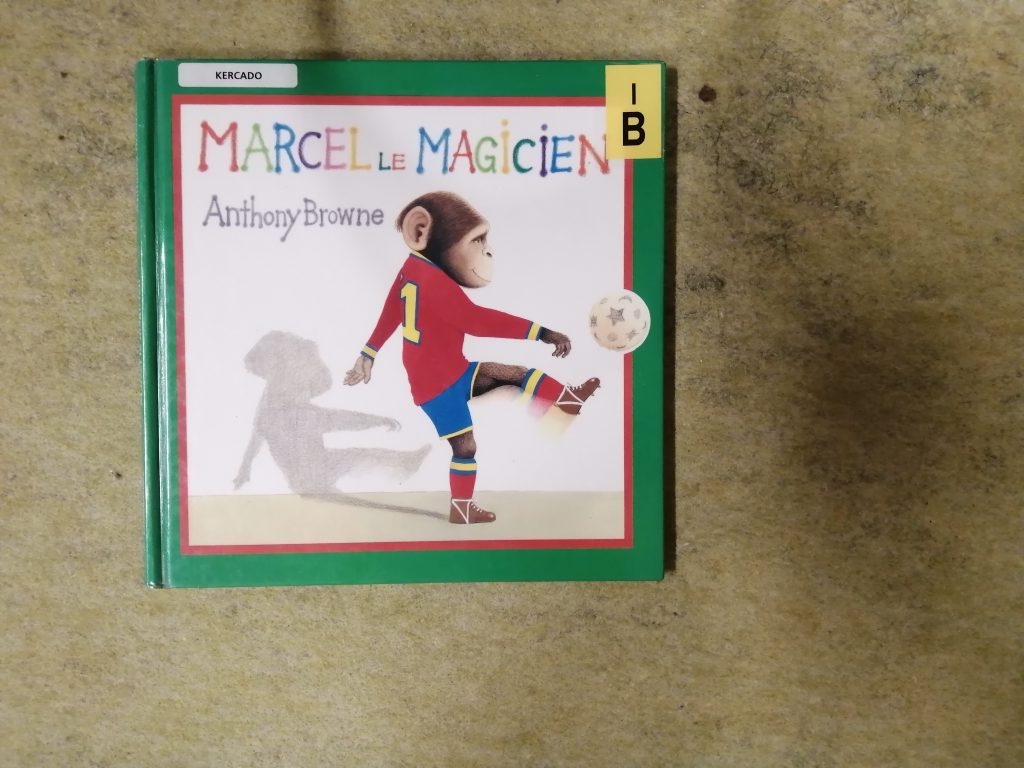 KERCADO
I
B
MARCEL LE MAGICIEN
Anthony Browne
1